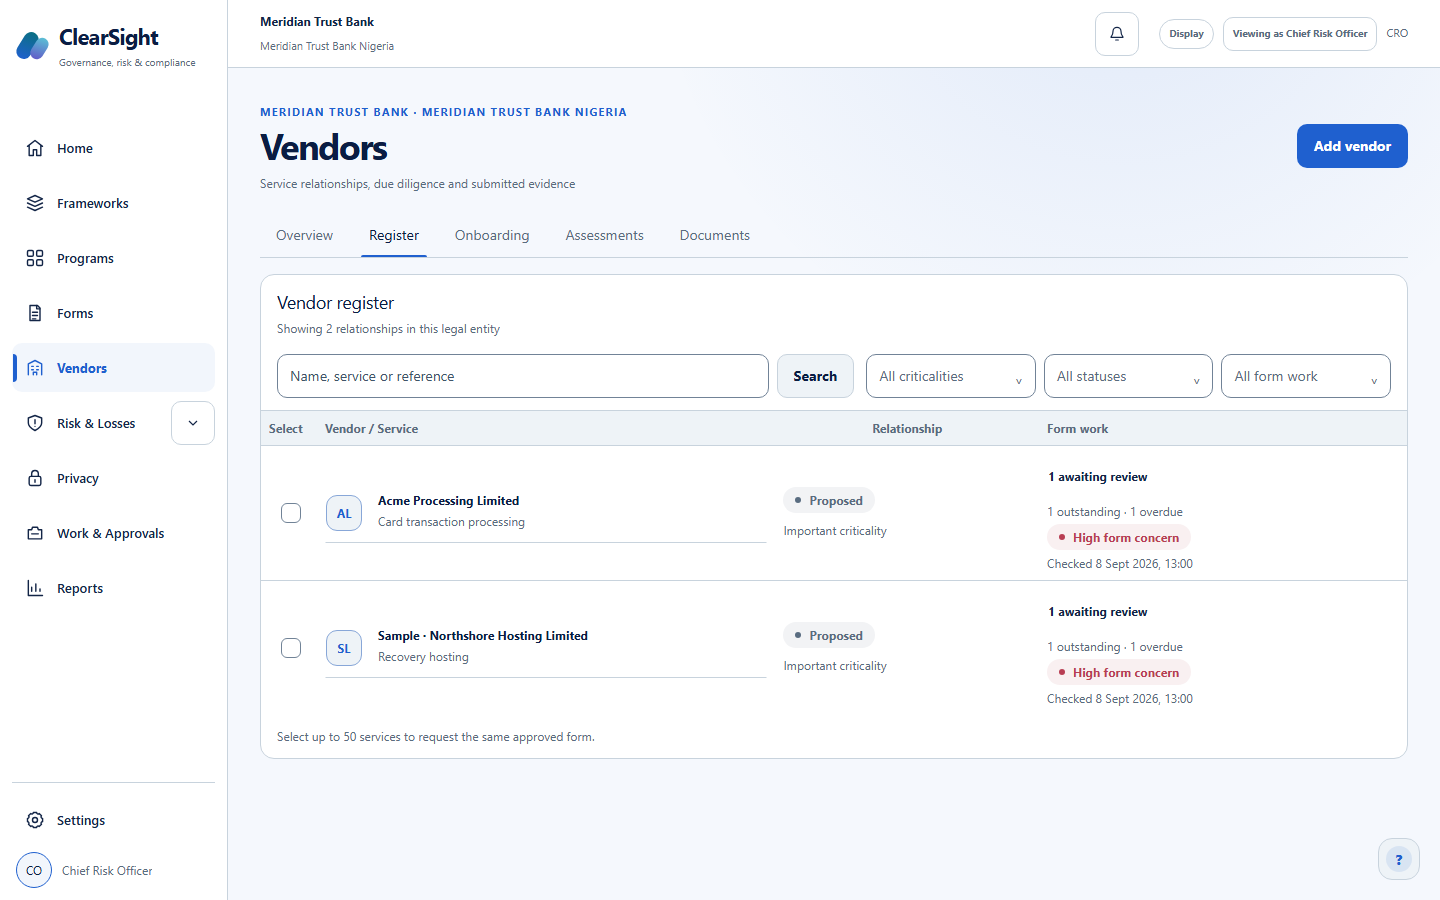 ClearSight
Governance, risk & compliance
Home
Frameworks
Programs
Forms
Vendors
Risk & Losses
Privacy
Work & Approvals
Reports
Settings
CO
Chief Risk Officer
Meridian Trust Bank
Meridian Trust Bank Nigeria
Display
Viewing as Chief Risk Officer
CRO
MERIDIAN TRUST BANK · MERIDIAN TRUST BANK NIGERIA
Vendors
Service relationships, due diligence and submitted evidence
Add vendor
Overview
Register
Onboarding
Assessments
Documents
Vendor register
Showing 2 relationships in this legal entity
Name, service or reference
Search
All criticalities
All statuses
All form work
Select
Vendor / Service
Relationship
Form work
AL
Acme Processing Limited
Card transaction processing
Proposed
Important criticality
1 awaiting review
1 outstanding · 1 overdue
High form concern
Checked 8 Sept 2026, 13:00
SL
Sample · Northshore Hosting Limited
Recovery hosting
Proposed
Important criticality
1 awaiting review
1 outstanding · 1 overdue
High form concern
Checked 8 Sept 2026, 13:00
Select up to 50 services to request the same approved form.
?